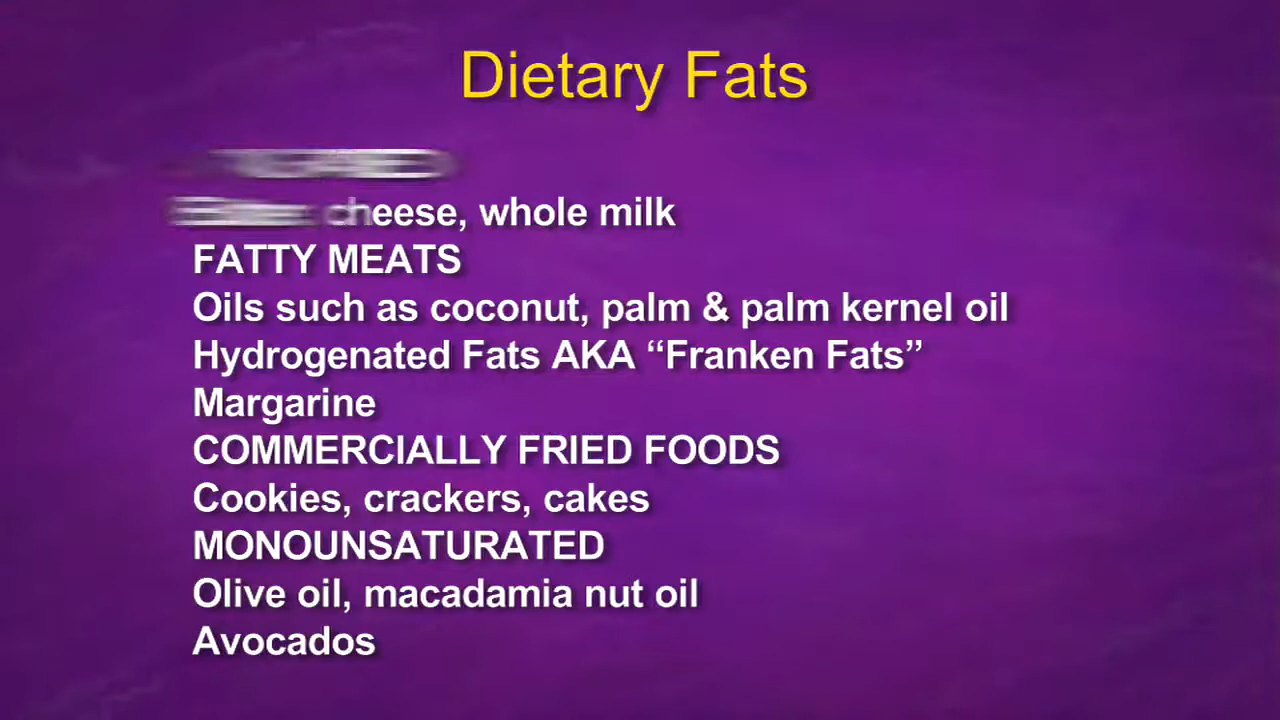 Dietary Fats
cheese, whole milk
FATTY MEATS
Oils such as coconut, palm & palm kernel oil
Hydrogenated Fats AKA “Franken Fats”
Margarine
COMMERCIALLY FRIED FOODS
Cookies, crackers, cakes
MONOUNSATURATED
Olive oil, macadamia nut oil
Avocados